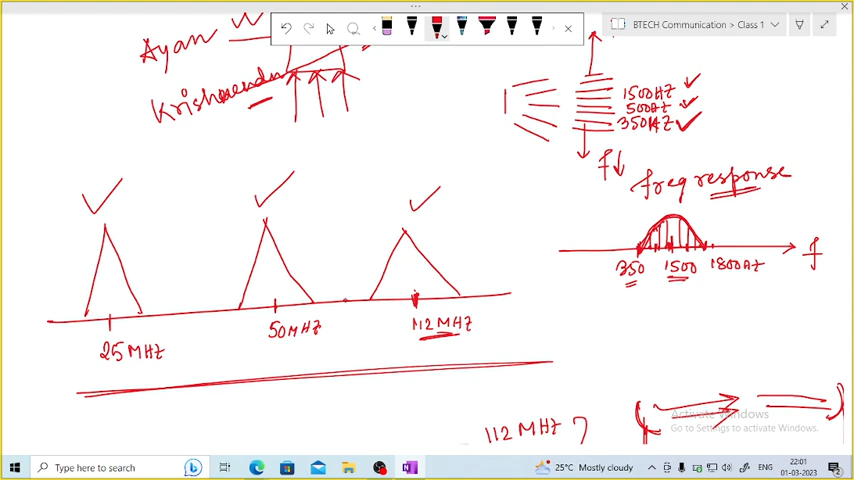 BTECH Communication > Class 1
Ayan
Krishnendu
1500HZ
500HZ
350HZ
f↓
freq response
350 1500 1800HZ f
25MHZ 50MHZ 112MHZ
112 MHZ ?
Activate Windows
Go to Settings to activate Windows.
Type here to search
25°C Mostly cloudy
ENG
22:01
01-03-2023
2